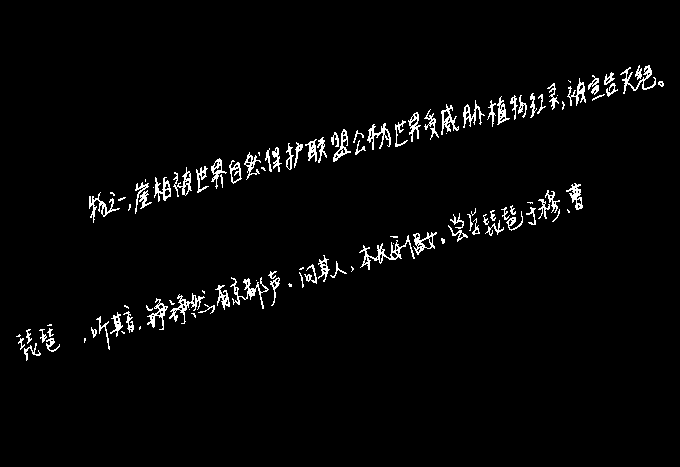 物之一,崖柏被世界自然保护联盟公布为世界受威胁植物红录,被宣告灭绝。
琵琶 ,听其音,铮铮然有京都声。问其人,本长安倡女。尝学琵琶于穆、曹